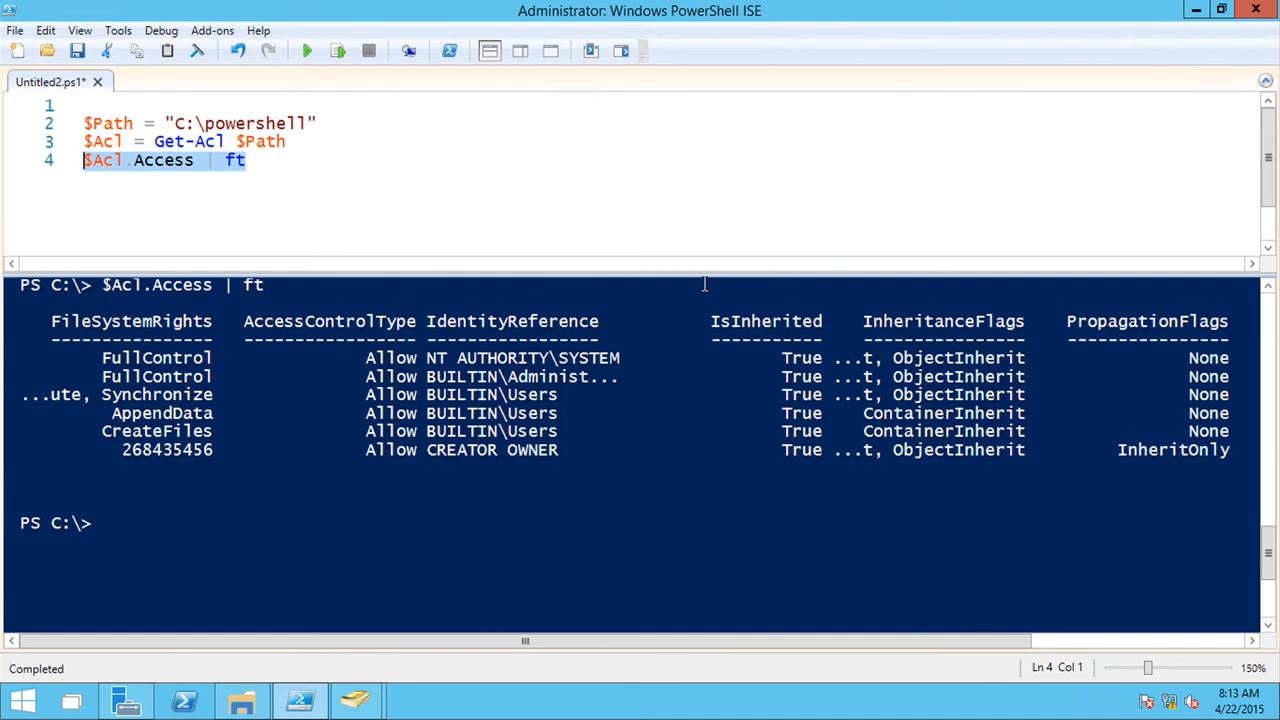 Administrator: Windows PowerShell ISE
File Edit View Tools Debug Add-ons Help
Untitled2.ps1* X
1
2 $Path = "C:\powershell"
3 $Acl = Get-Acl $Path
4 $Acl.Access | ft
PS C:\> $Acl.Access | ft
FileSystemRights AccessControlType IdentityReference IsInherited InheritanceFlags PropagationFlags
---------------- ----------------- ----------------- ----------- ---------------- ----------------
FullControl Allow NT AUTHORITY\SYSTEM True ...t, ObjectInherit None
FullControl Allow BUILTIN\Administ... True ...t, ObjectInherit None
...ute, Synchronize Allow BUILTIN\Users True ...t, ObjectInherit None
AppendData Allow BUILTIN\Users True ContainerInherit None
CreateFiles Allow BUILTIN\Users True ContainerInherit None
268435456 Allow CREATOR OWNER True ...t, ObjectInherit InheritOnly
PS C:\>
Completed Ln 4 Col 1 150%
8:13 AM
4/22/2015